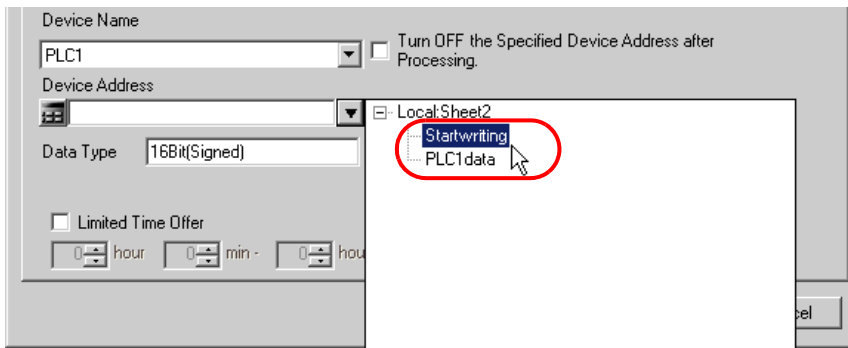 Device Name
PLC1
Turn OFF the Specified Device Address after
Processing.
Device Address
Local:Sheet2
Startwriting
PLC1data
Data Type 16Bit(Signed)
Limited Time Offer
0 hour 0 min - 0